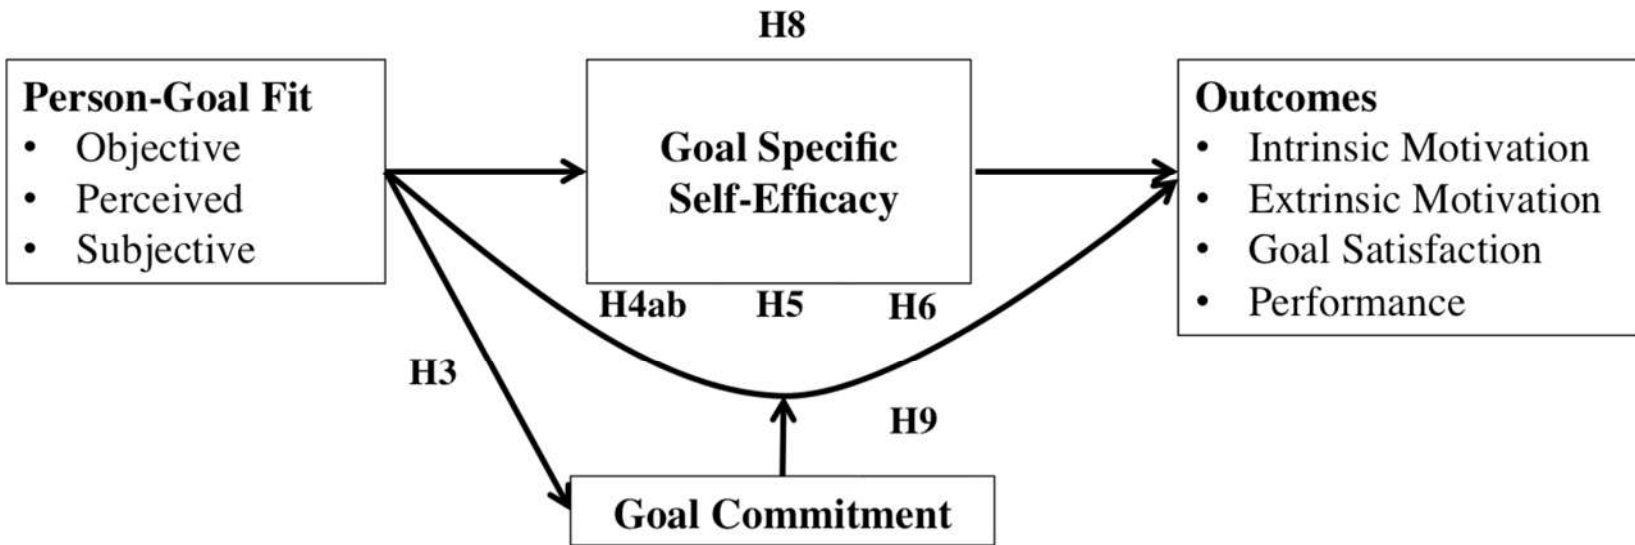 H8
Person-Goal Fit
• Objective
• Perceived
• Subjective
Goal Specific
Self-Efficacy
Outcomes
• Intrinsic Motivation
• Extrinsic Motivation
• Goal Satisfaction
• Performance
H4ab H5 H6
H3
H9
Goal Commitment